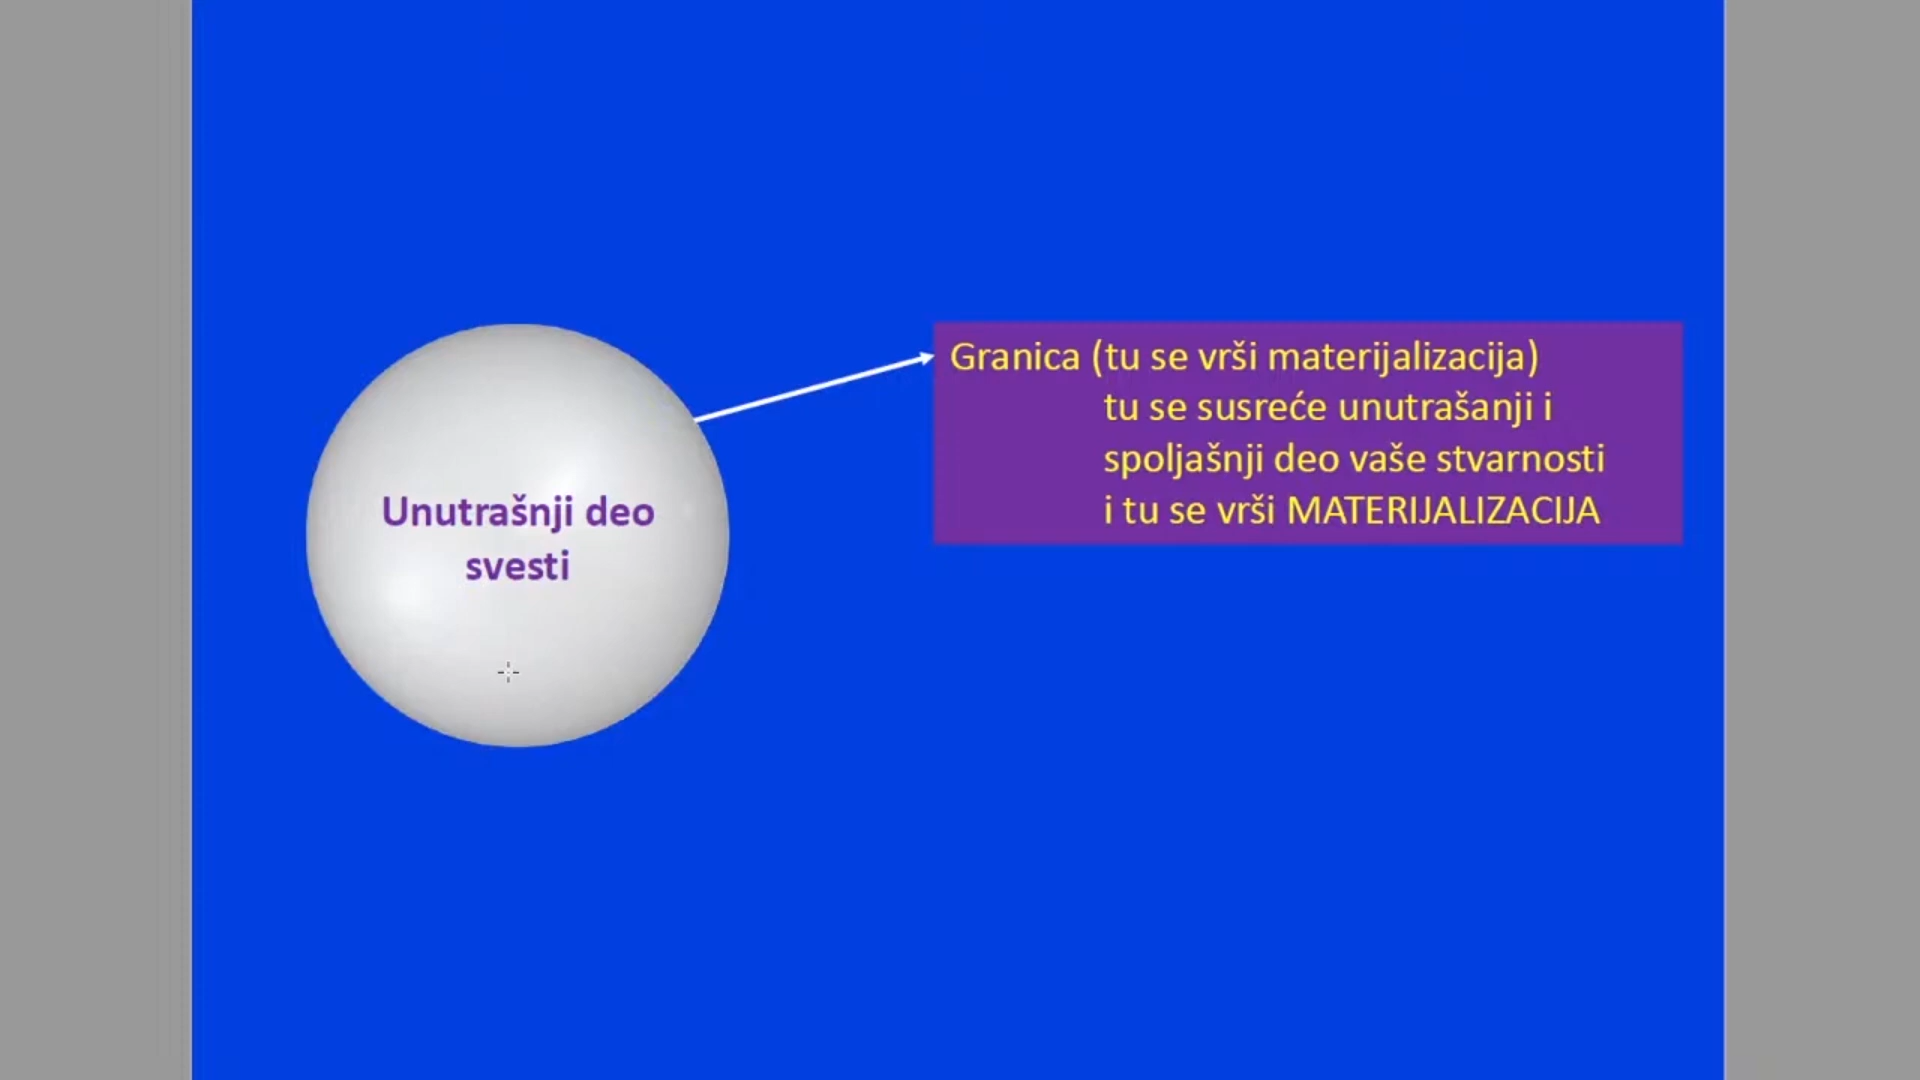 Unutrašnji deo
svesti
Granica (tu se vrši materijalizacija)
tu se susreće unutrašanji i
spoljašnji deo vaše stvarnosti
i tu se vrši MATERIJALIZACIJA